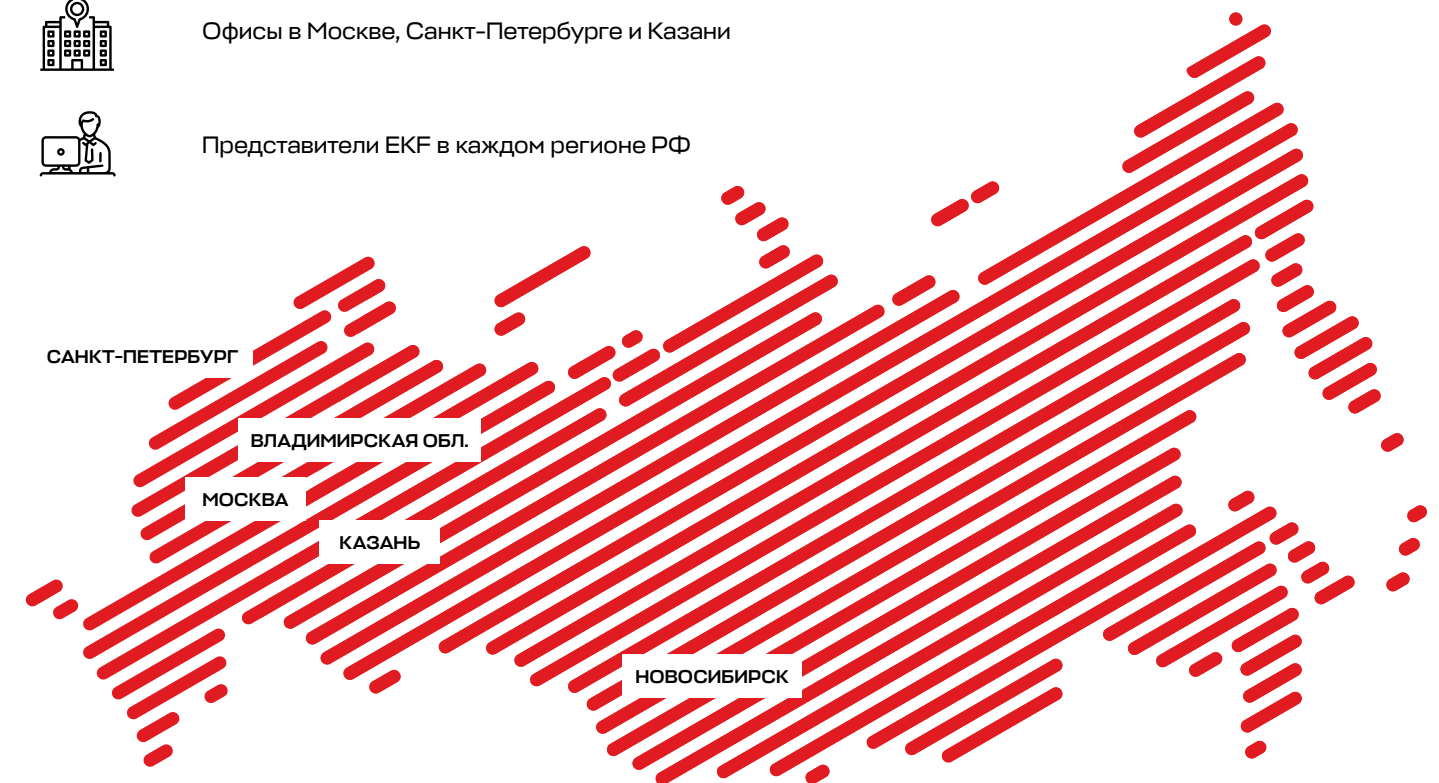 Офисы в Москве, Санкт-Петербурге и Казани
Представители EKF в каждом регионе РФ
САНКТ-ПЕТЕРБУРГ
ВЛАДИМИРСКАЯ ОБЛ.
МОСКВА
КАЗАНЬ
НОВОСИБИРСК